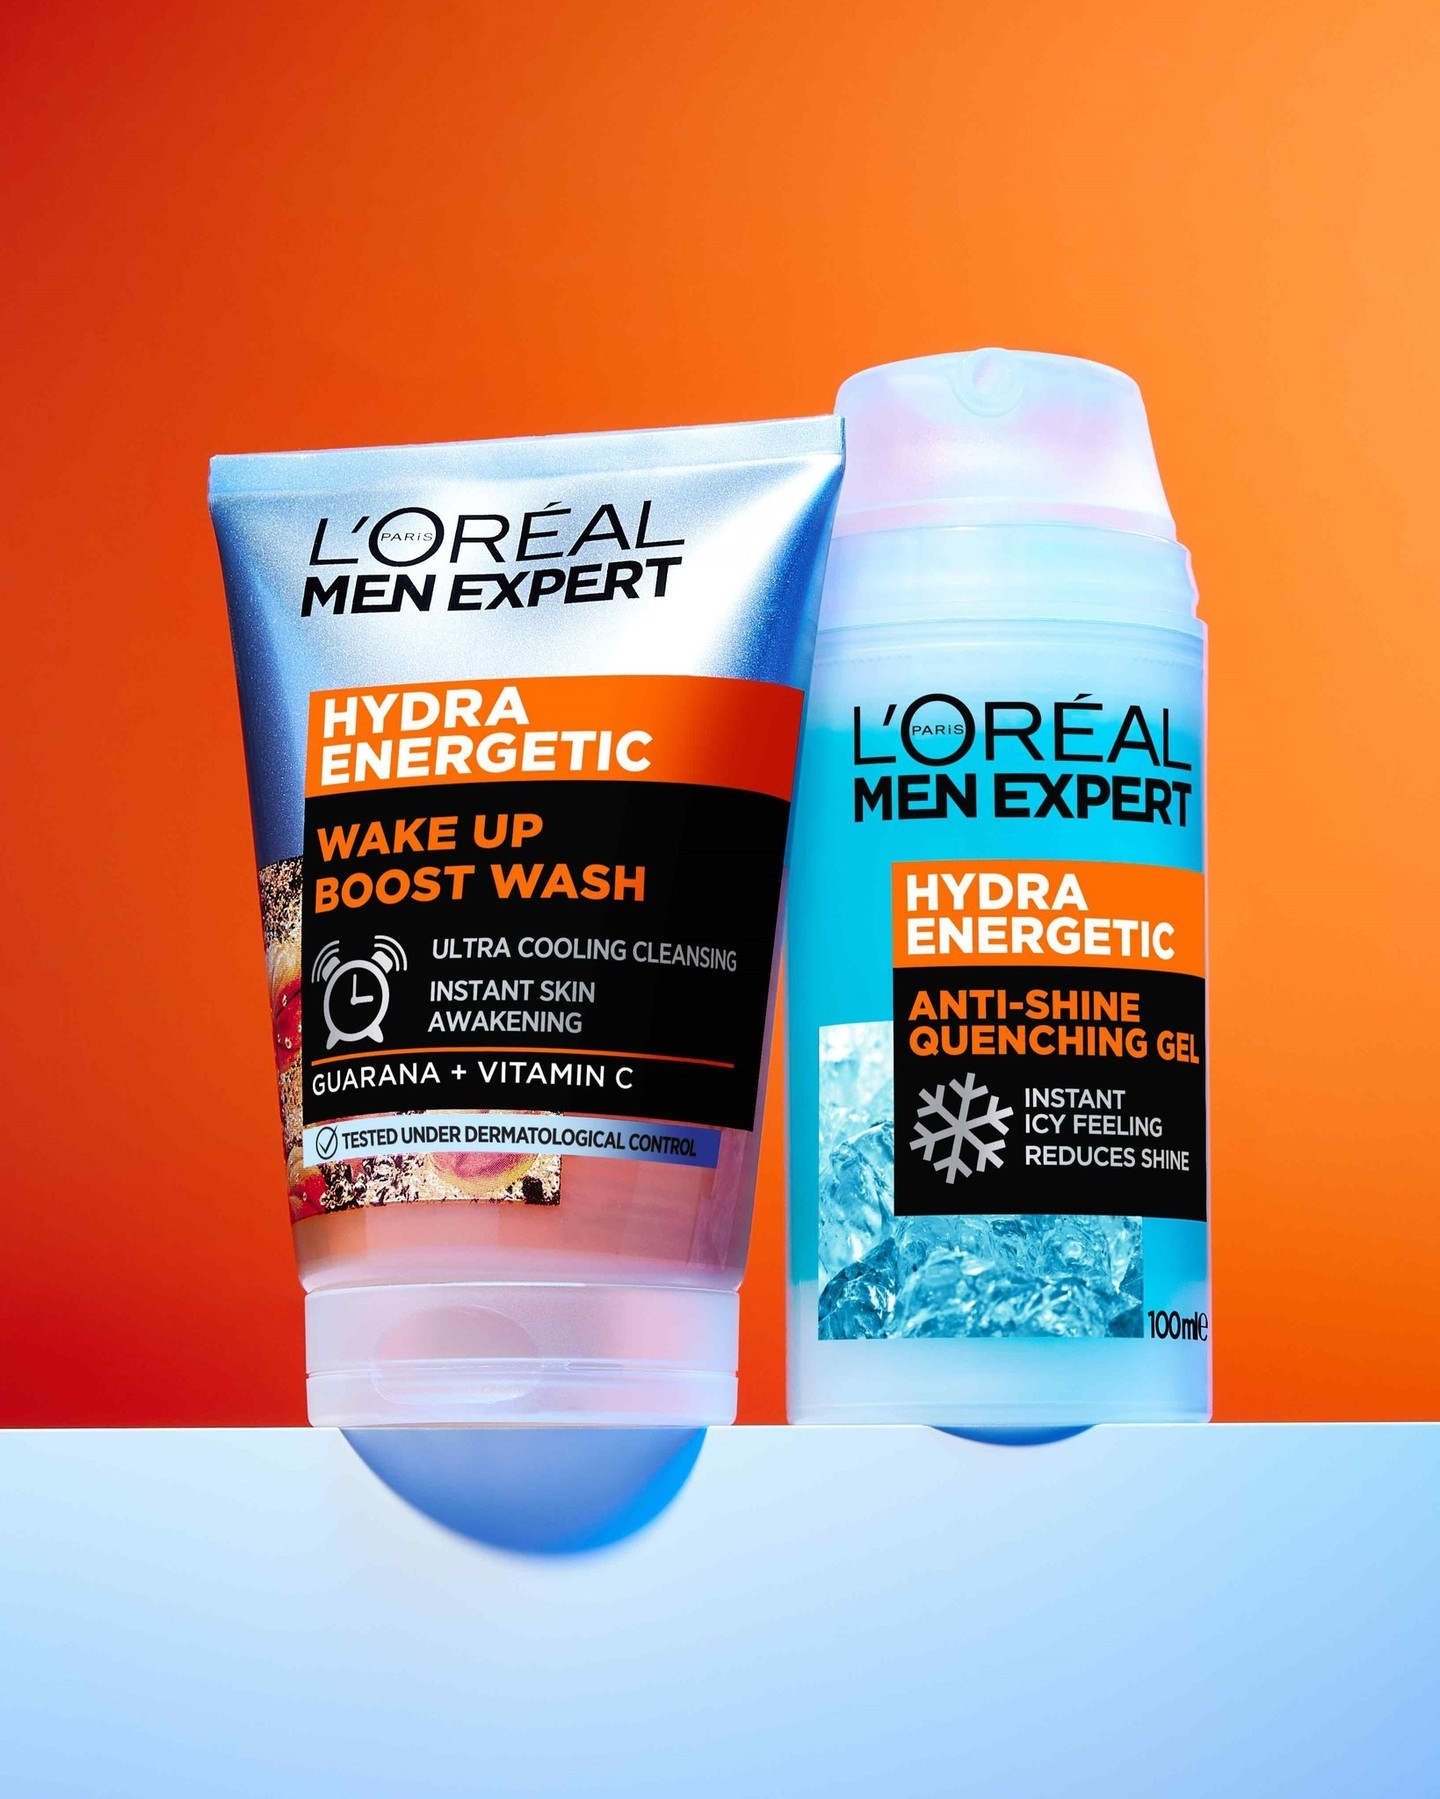 L'ORÉAL
PARiS
MEN EXPERT
HYDRA
ENERGETIC
WAKE UP
BOOST WASH
ULTRA COOLING CLEANSING
INSTANT SKIN
AWAKENING
GUARANA + VITAMIN C
TESTED UNDER DERMATOLOGICAL CONTROL
L'ORÉAL
PARiS
MEN EXPERT
HYDRA
ENERGETIC
ANTI-SHINE
QUENCHING GEL
INSTANT
ICY FEELING
REDUCES SHINE
100ml℮